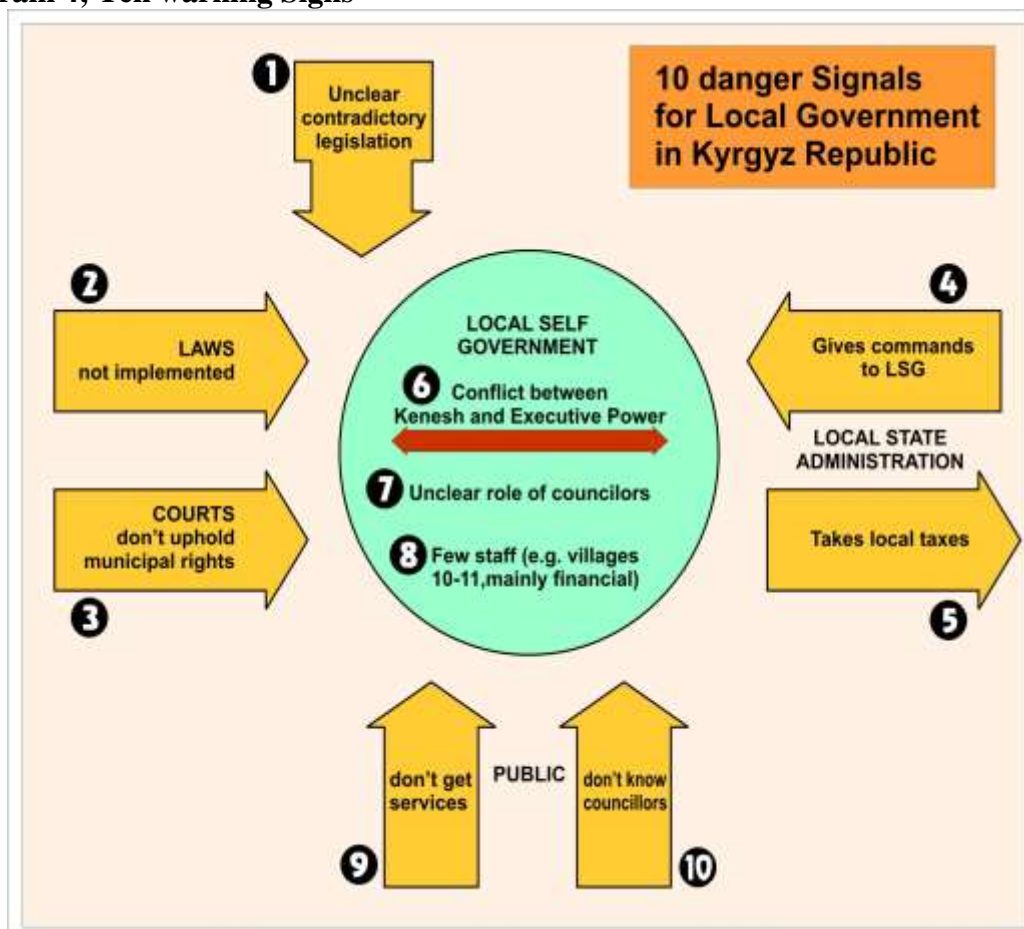 Ten warning Signs
10 danger Signals
for Local Government
in Kyrgyz Republic
1
Unclear
contradictory
legislation
2
LAWS
not implemented
3
COURTS
don't uphold
municipal rights
4
Gives commands
to LSG
LOCAL STATE
ADMINISTRATION
Takes local taxes
5
LOCAL SELF
GOVERNMENT
6
Conflict between
Kenesh and Executive Power
7 Unclear role of councilors
8 Few staff (e.g. villages
10-11,mainly financial)
PUBLIC
don't get
services
9
don't know
councillors
10